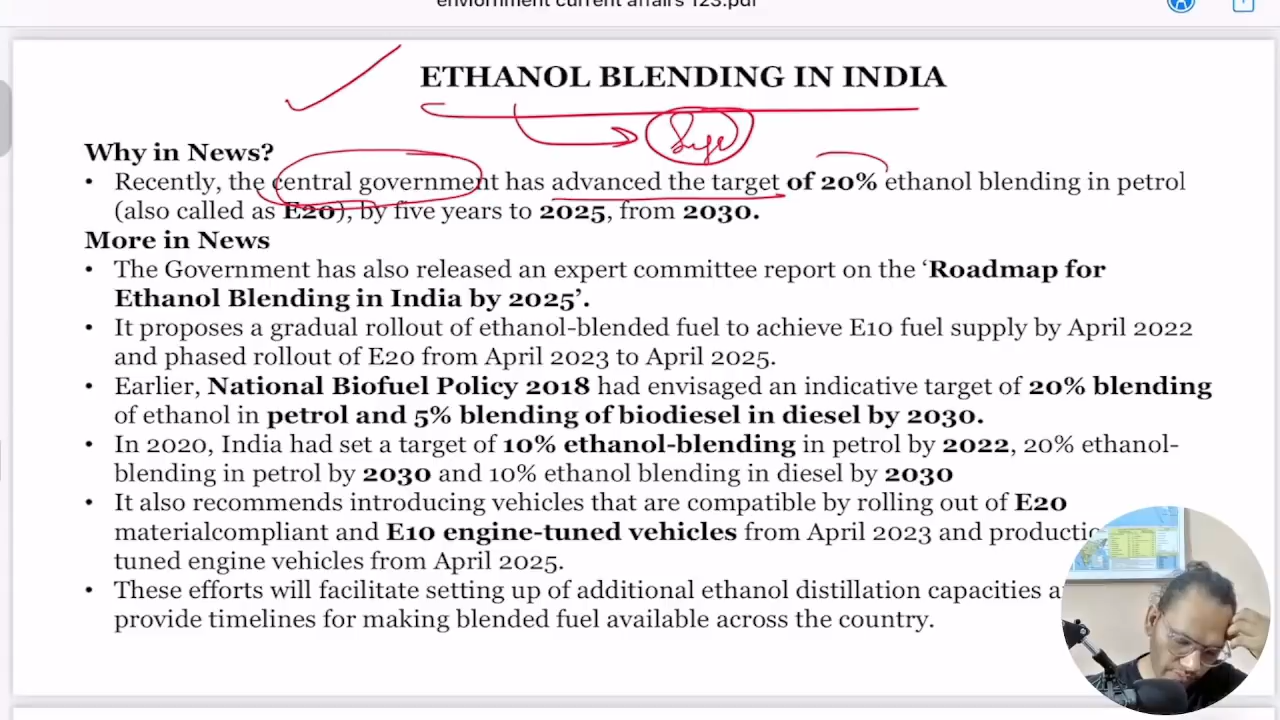 enviornment current affairs 123.pdf
ETHANOL BLENDING IN INDIA
Why in News?
• Recently, the central government has advanced the target of 20% ethanol blending in petrol
(also called as E20), by five years to 2025, from 2030.
More in News
• The Government has also released an expert committee report on the ‘Roadmap for
Ethanol Blending in India by 2025’.
• It proposes a gradual rollout of ethanol-blended fuel to achieve E10 fuel supply by April 2022
and phased rollout of E20 from April 2023 to April 2025.
• Earlier, National Biofuel Policy 2018 had envisaged an indicative target of 20% blending
of ethanol in petrol and 5% blending of biodiesel in diesel by 2030.
• In 2020, India had set a target of 10% ethanol-blending in petrol by 2022, 20% ethanol-
blending in petrol by 2030 and 10% ethanol blending in diesel by 2030
• It also recommends introducing vehicles that are compatible by rolling out of E20
materialcompliant and E10 engine-tuned vehicles from April 2023 and
tuned engine vehicles from April 2025.
• These efforts will facilitate setting up of additional ethanol distillation capacities
provide timelines for making blended fuel available across the country.